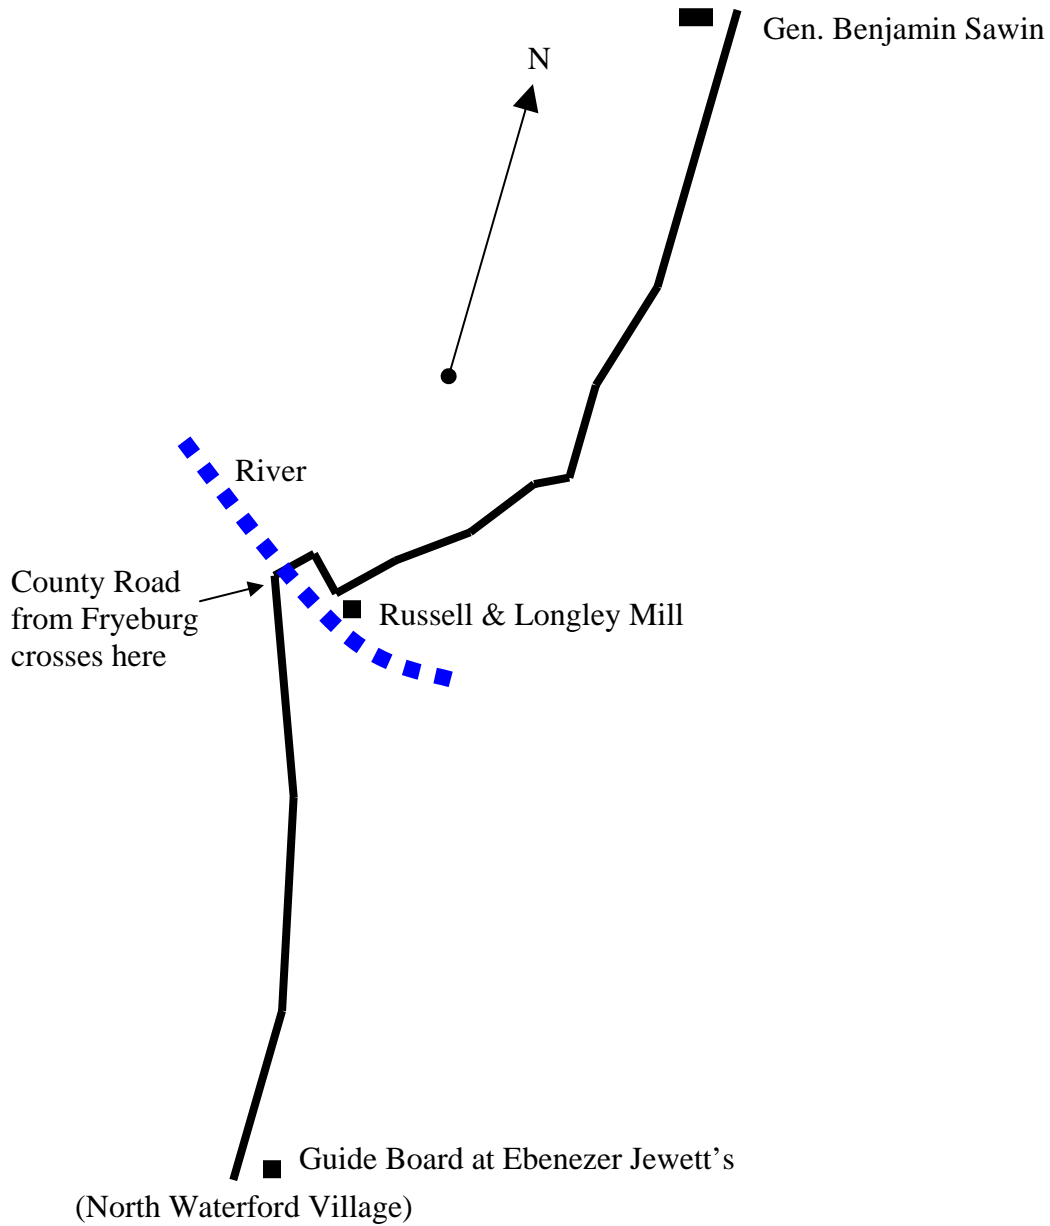 Gen. Benjamin Sawin
N
River
County Road
from Fryeburg
crosses here
Russell & Longley Mill
Guide Board at Ebenezer Jewett’s
(North Waterford Village)